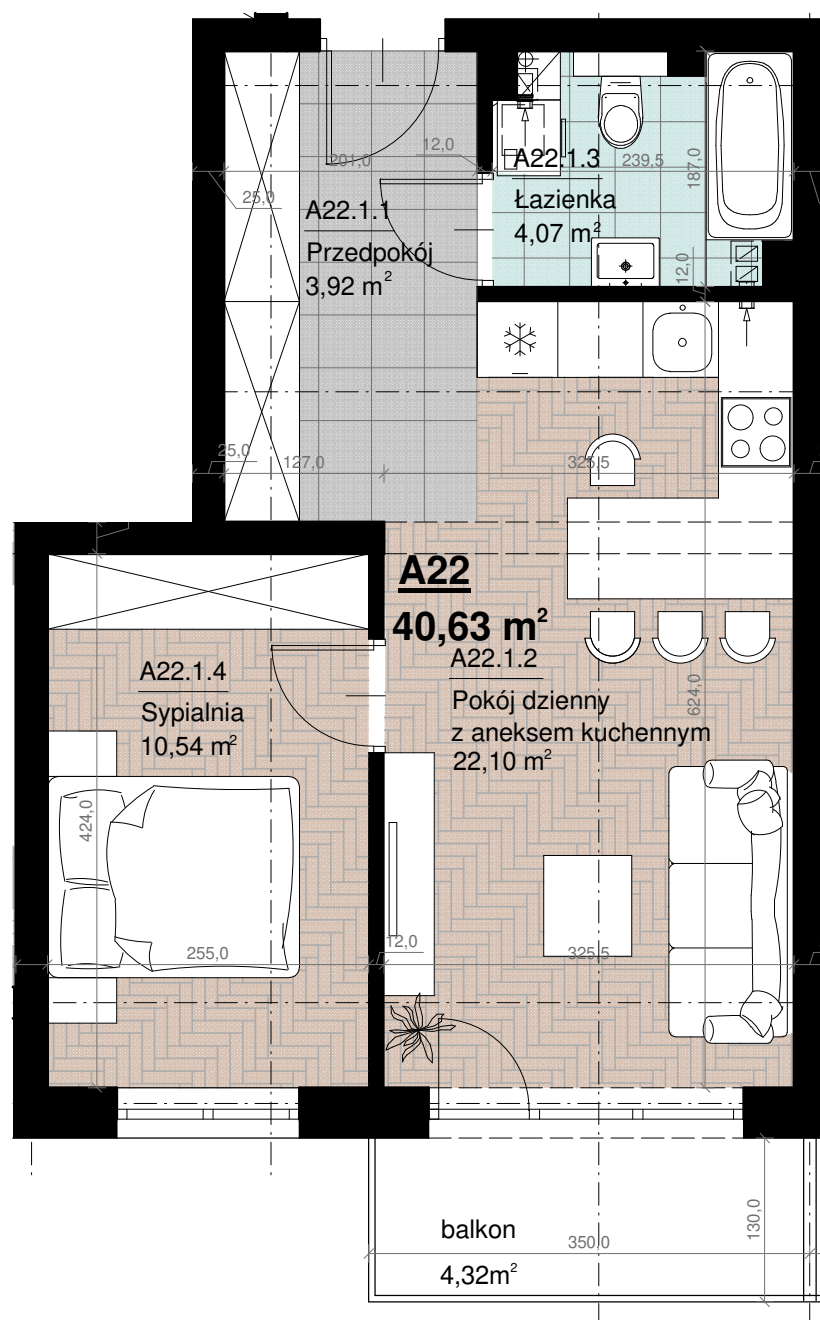 201,0
12,0
A22.1.3
239,5
187,0
Łazienka
4,07 m²
25,0
A22.1.1
Przedpokój
3,92 m²
12,0
25,0
127,0
325,5
A22
40,63 m²
A22.1.2
Pokój dzienny
z aneksem kuchennym
22,10 m²
624,0
A22.1.4
Sypialnia
10,54 m²
424,0
255,0
12,0
325,5
balkon
4,32m²
350,0
130,0